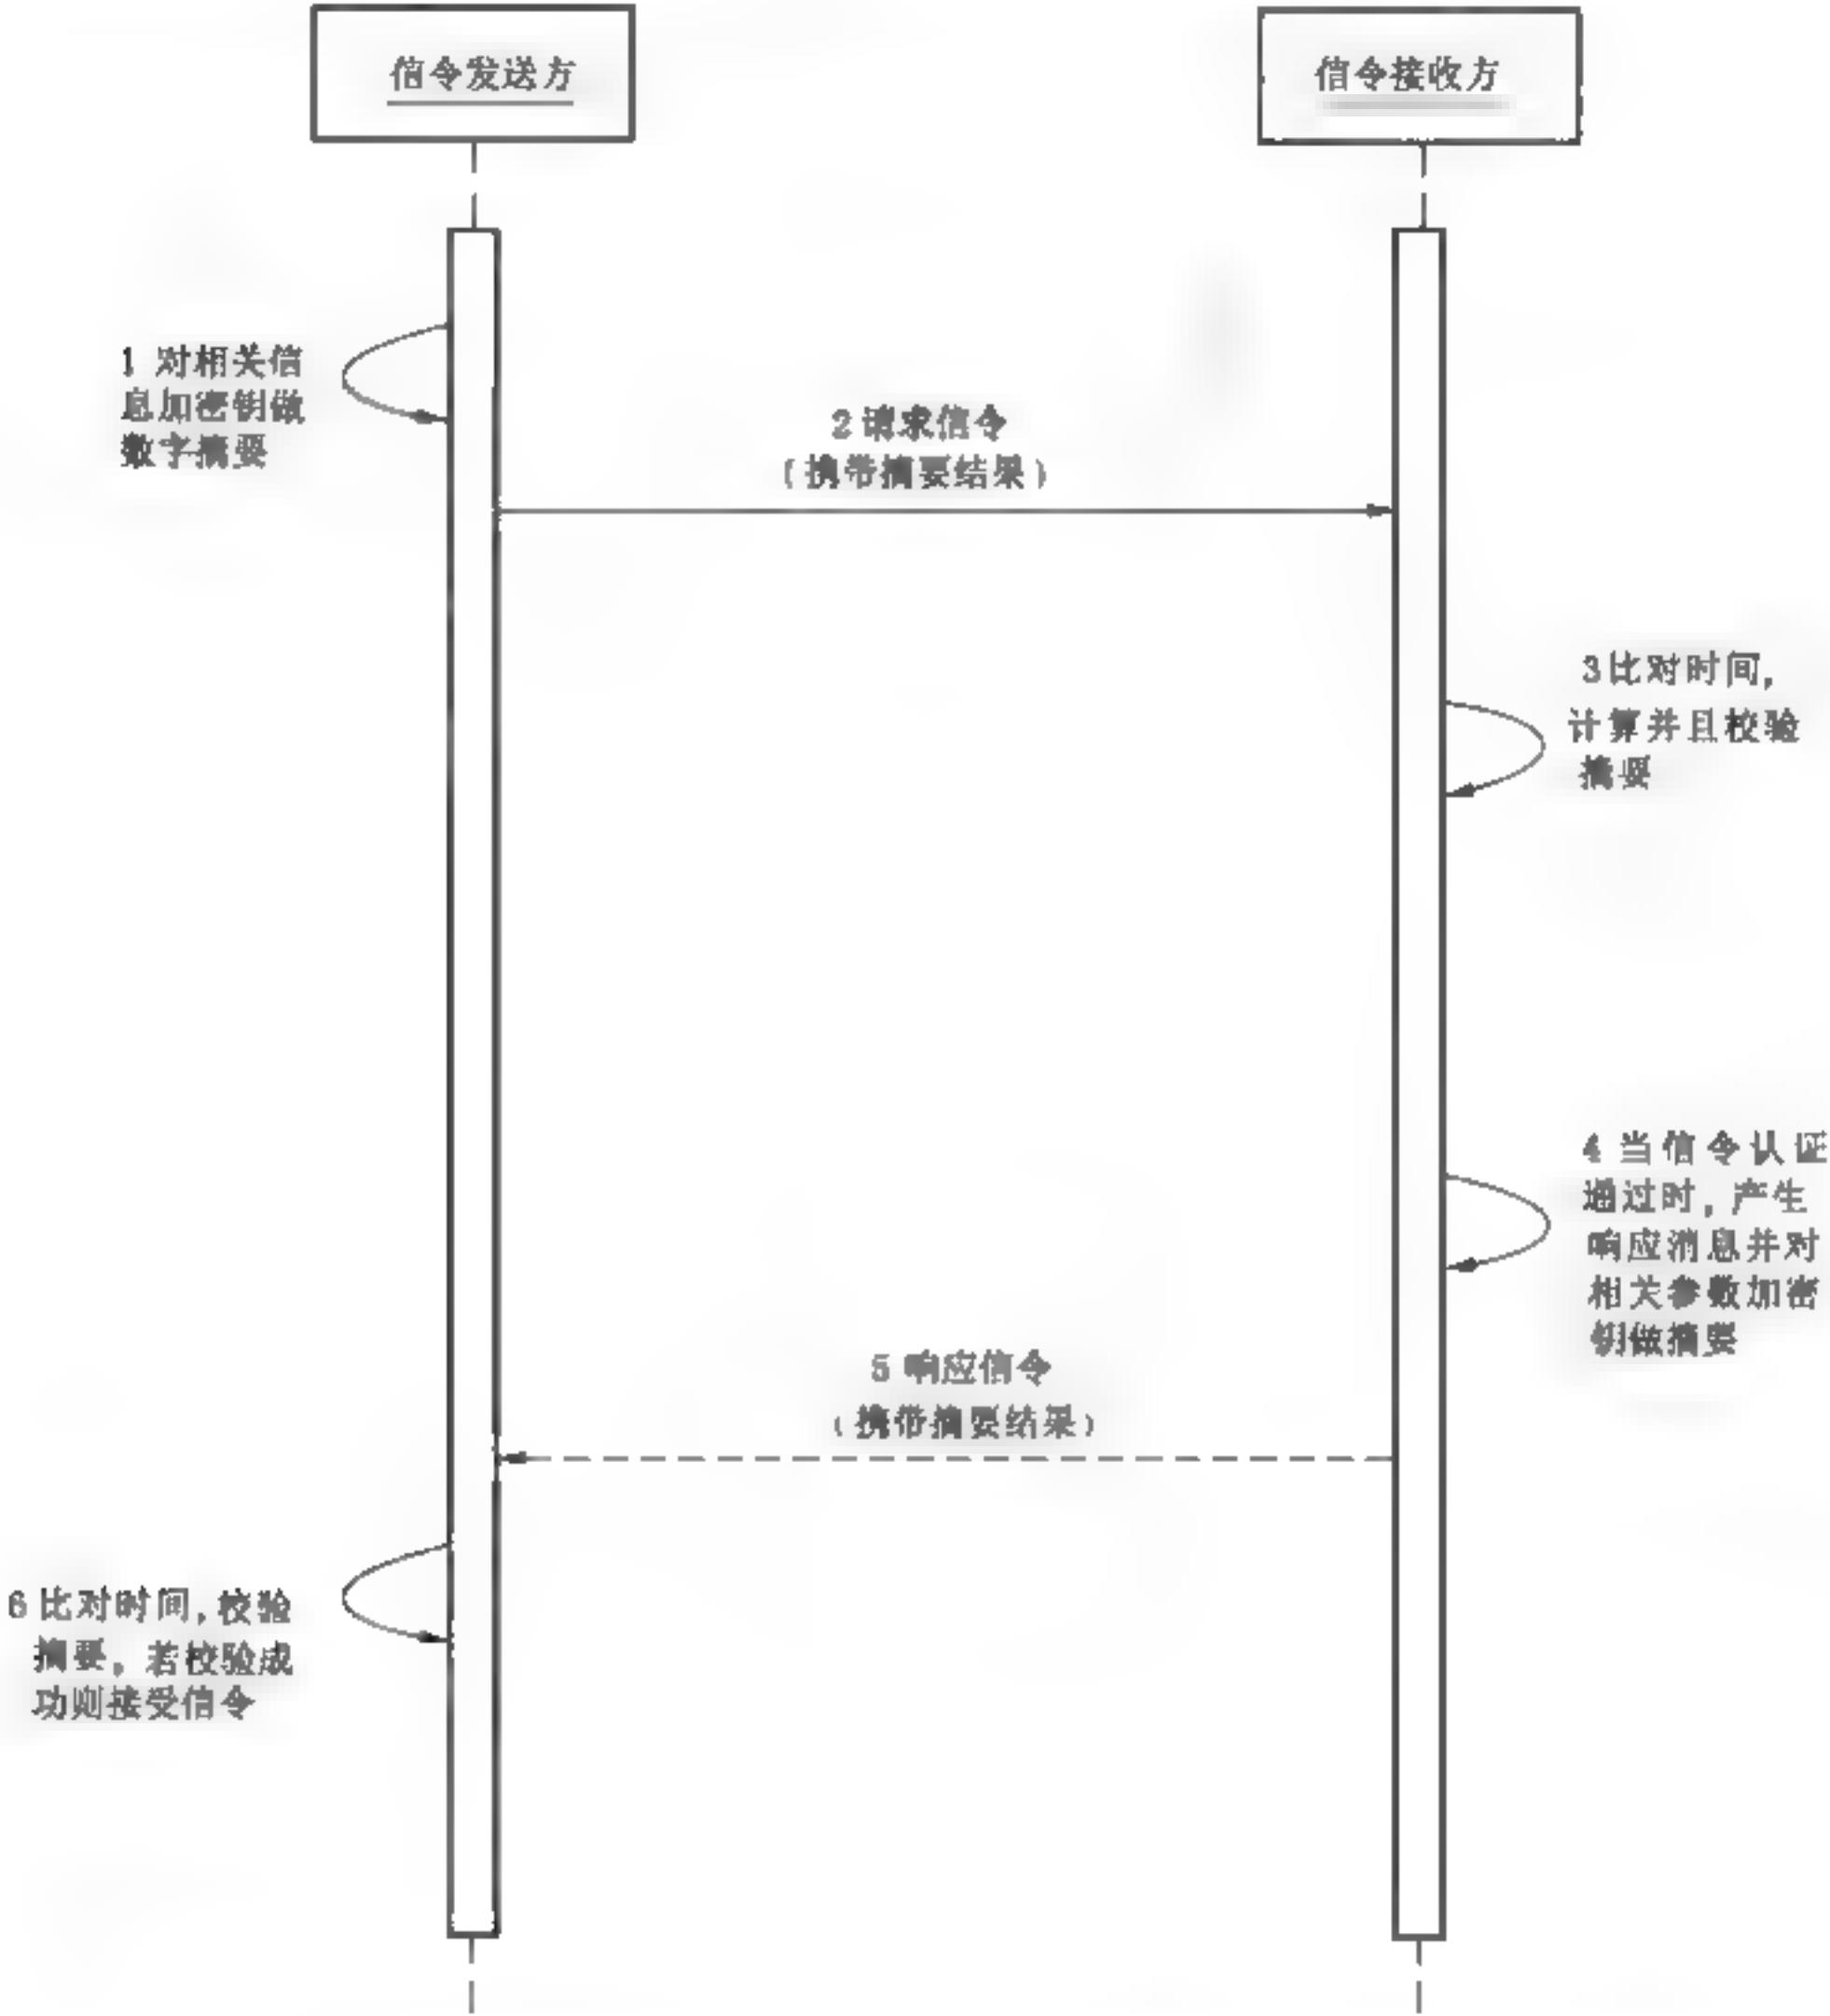 信令发送方
信令接收方
1 对相关信
息加密钥做
数字摘要
2 请求信令
(携带摘要结果)
3比对时间,
计算并且校验
摘要
4 当信令认证
通过时,产生
响应消息并对
相关参数加密
钥做摘要
5 响应信令
(携带摘要结果)
6比对时间,校验
摘要,若校验成
功则接受信令